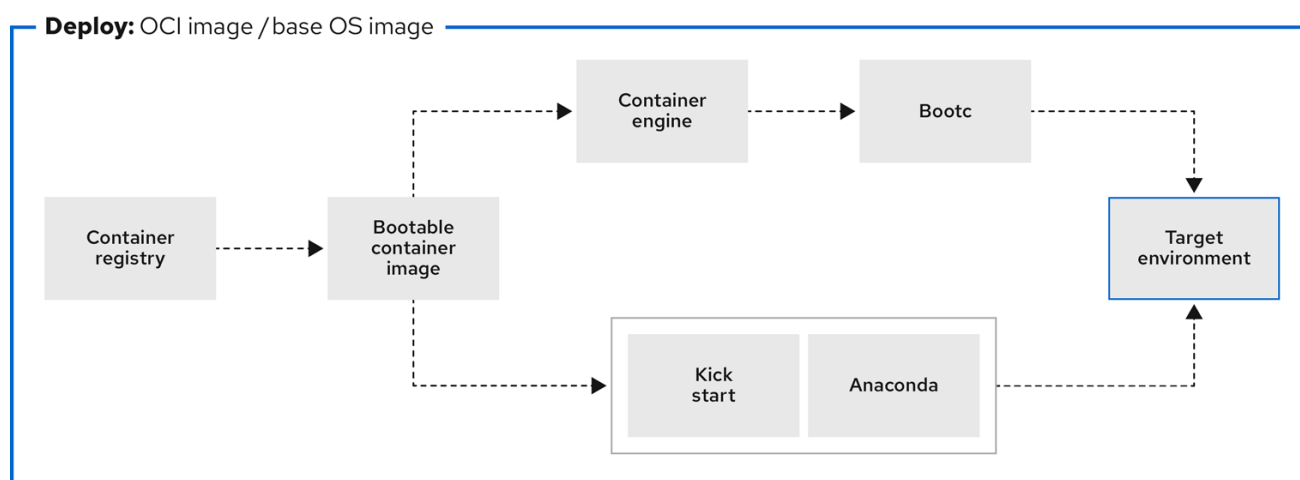 Deploy: OCI image / base OS image
Container
engine
Bootc
Container
registry
Bootable
container
image
Target
environment
Kick
start
Anaconda